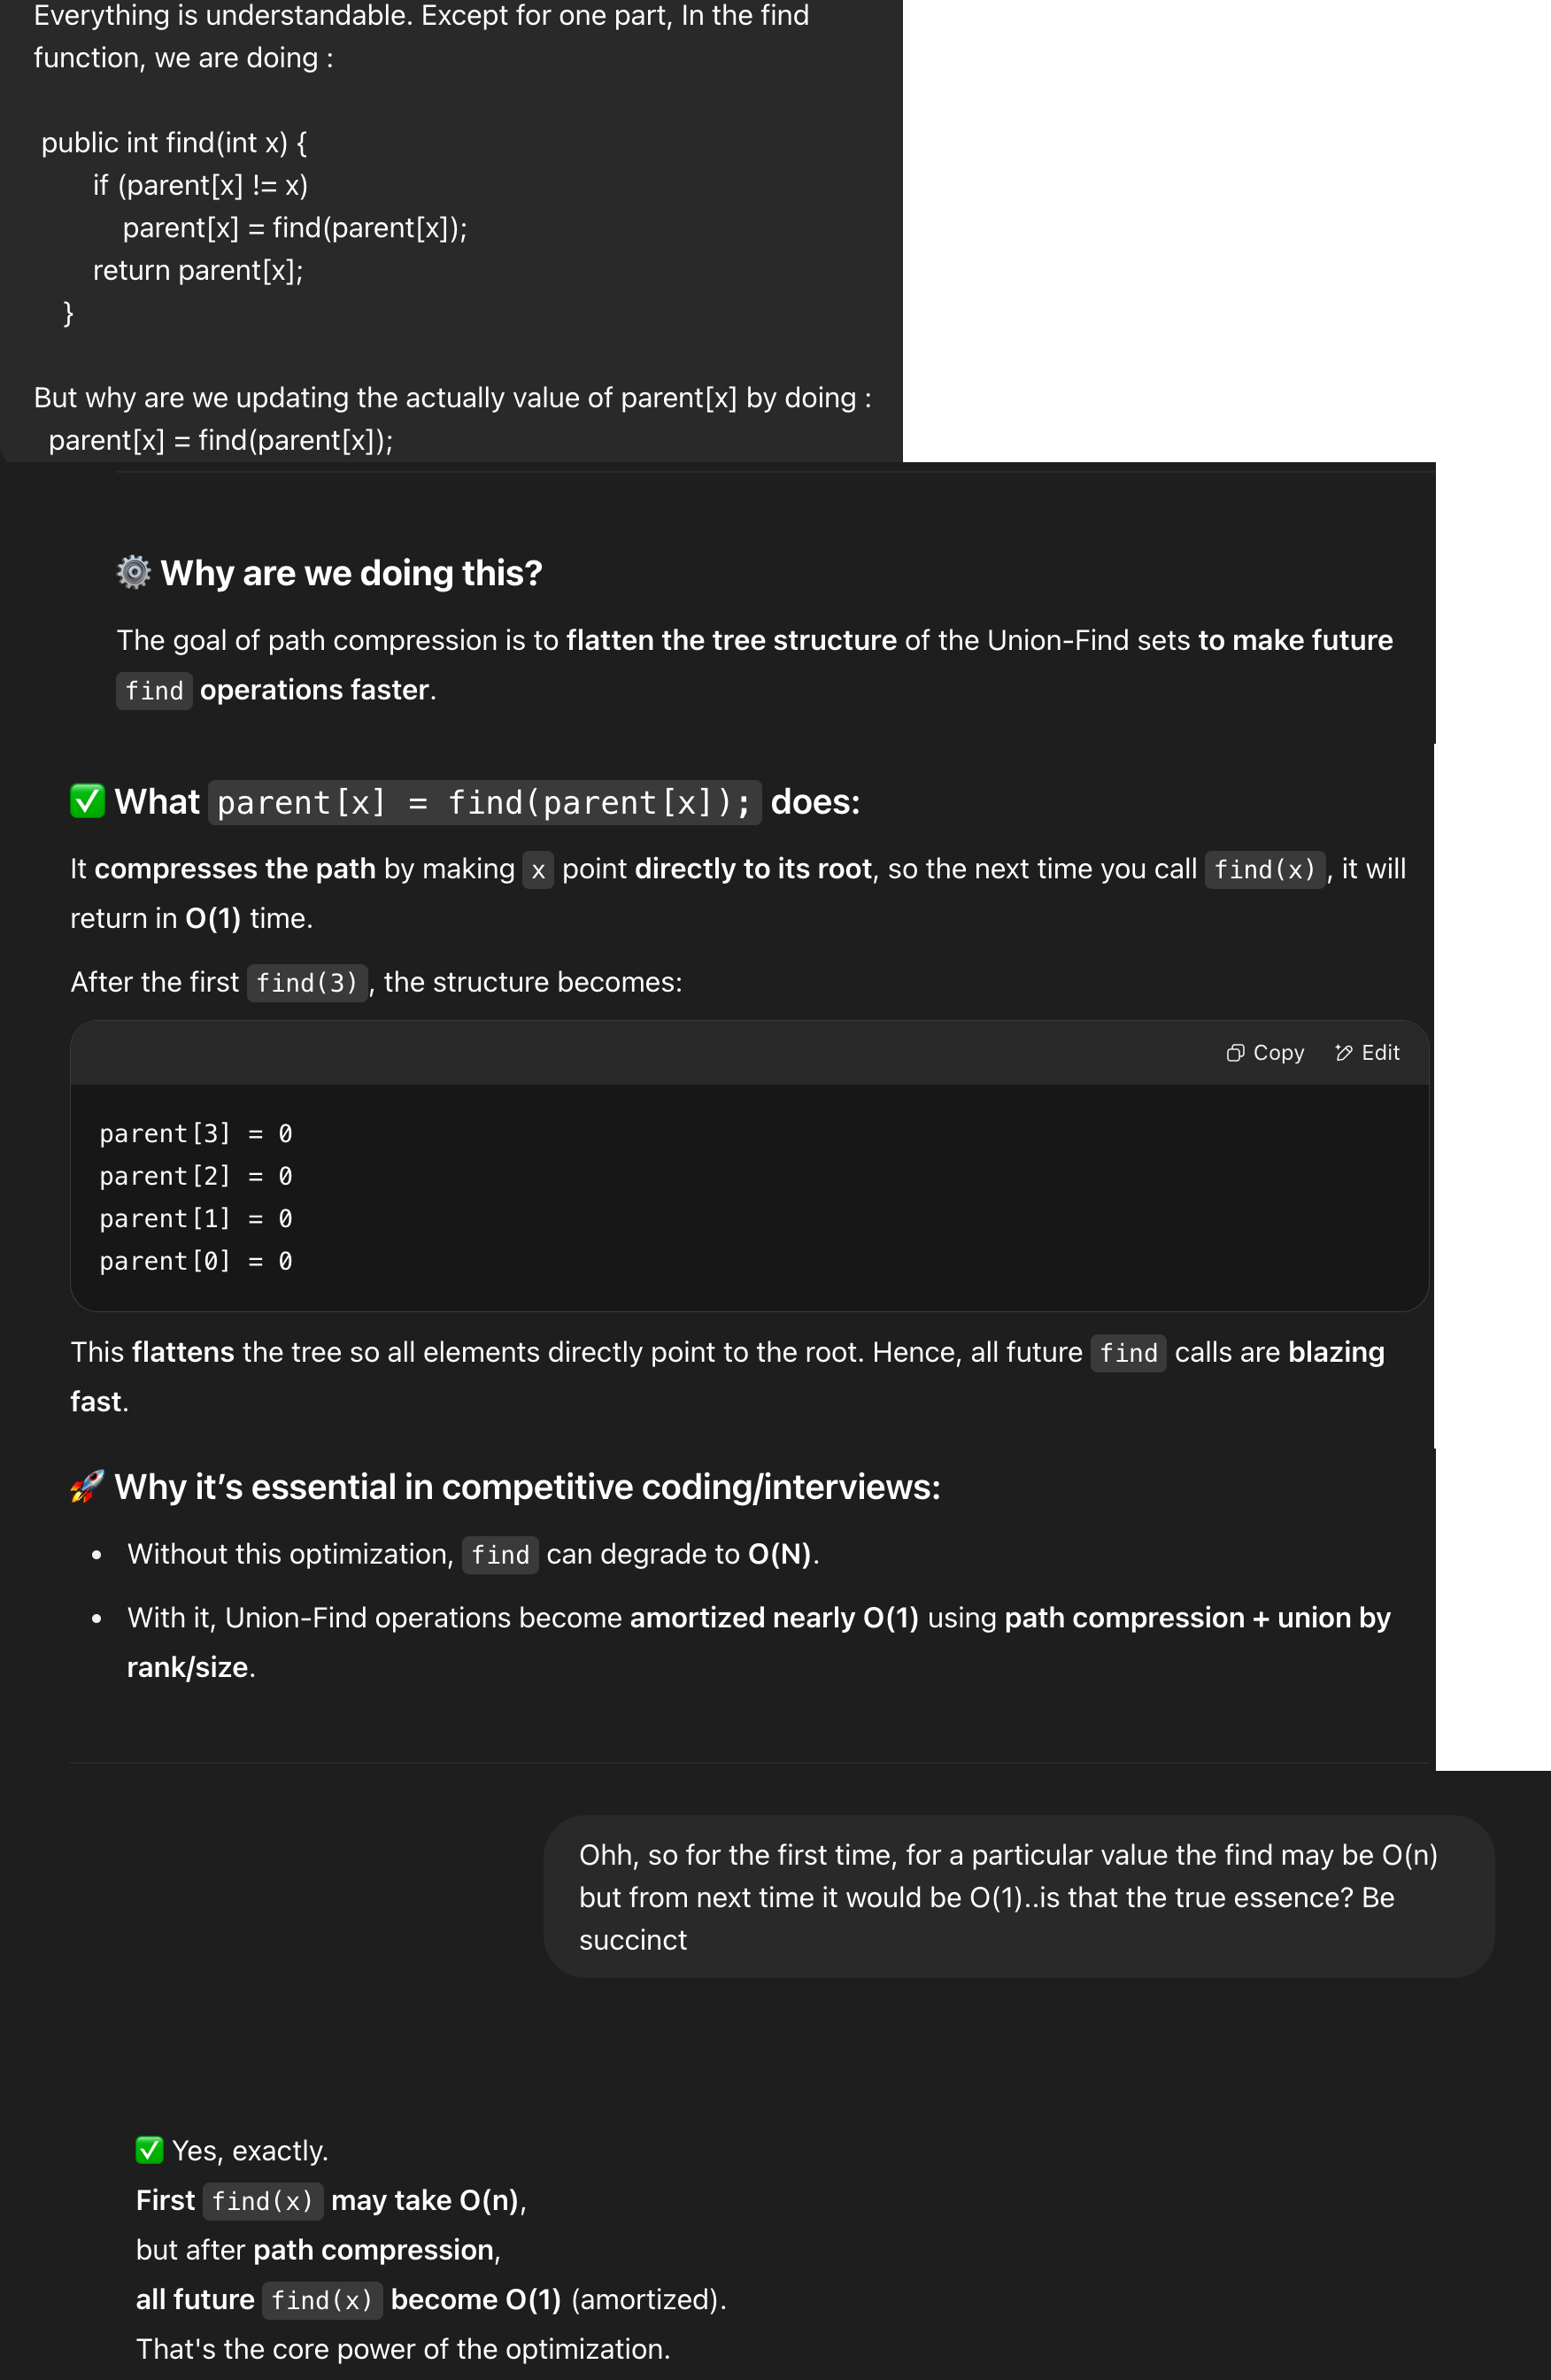 Everything is understandable. Except for one part, In the find
function, we are doing :
public int find(int x) {
if (parent[x] != x)
parent[x] = find(parent[x]);
return parent[x];
}
But why are we updating the actually value of parent[x] by doing :
parent[x] = find(parent[x]);
⚙️ Why are we doing this?
The goal of path compression is to flatten the tree structure of the Union-Find sets to make future
find operations faster.
✅ What parent[x] = find(parent[x]); does:
It compresses the path by making x point directly to its root, so the next time you call find(x), it will
return in O(1) time.
After the first find(3), the structure becomes:
Copy Edit
parent[3] = 0
parent[2] = 0
parent[1] = 0
parent[0] = 0
This flattens the tree so all elements directly point to the root. Hence, all future find calls are blazing
fast.
🚀 Why it’s essential in competitive coding/interviews:
• Without this optimization, find can degrade to O(N).
• With it, Union-Find operations become amortized nearly O(1) using path compression + union by
rank/size.
Ohh, so for the first time, for a particular value the find may be O(n)
but from next time it would be O(1)..is that the true essence? Be
succinct
✅ Yes, exactly.
First find(x) may take O(n),
but after path compression,
all future find(x) become O(1) (amortized).
That's the core power of the optimization.